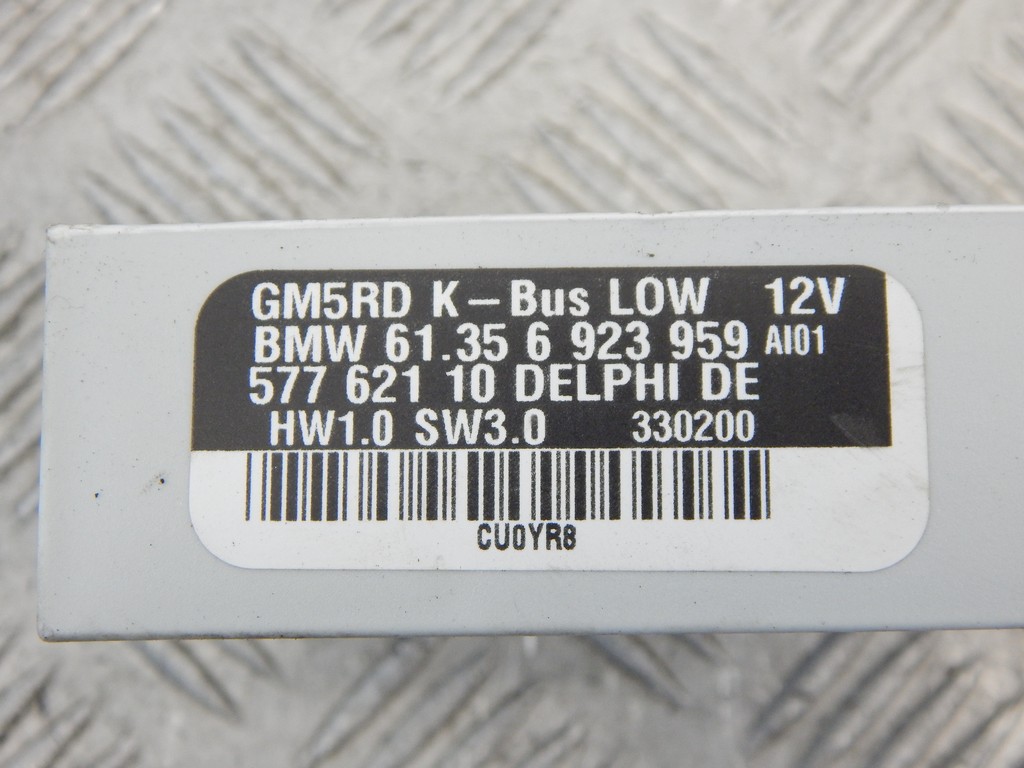 GM5RD K-Bus LOW 12V
BMW 61.35 6 923 959 AI01
577 621 10 DELPHI DE
HW1.0 SW3.0 330200
CU0YR8